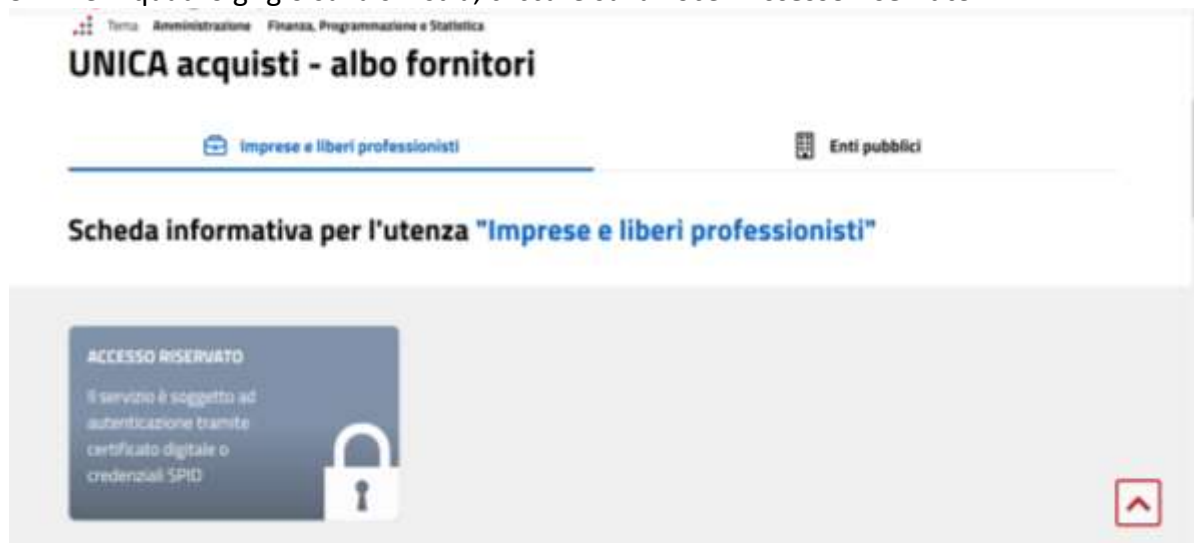 Tema Amministrazione Finanza, Programmazione e Statistica
UNICA acquisti - albo fornitori
Imprese e liberi professionisti
Enti pubblici
Scheda informativa per l'utenza "Imprese e liberi professionisti"
ACCESSO RISERVATO
Il servizio è soggetto ad
autenticazione tramite
certificato digitale o
credenziali SPID